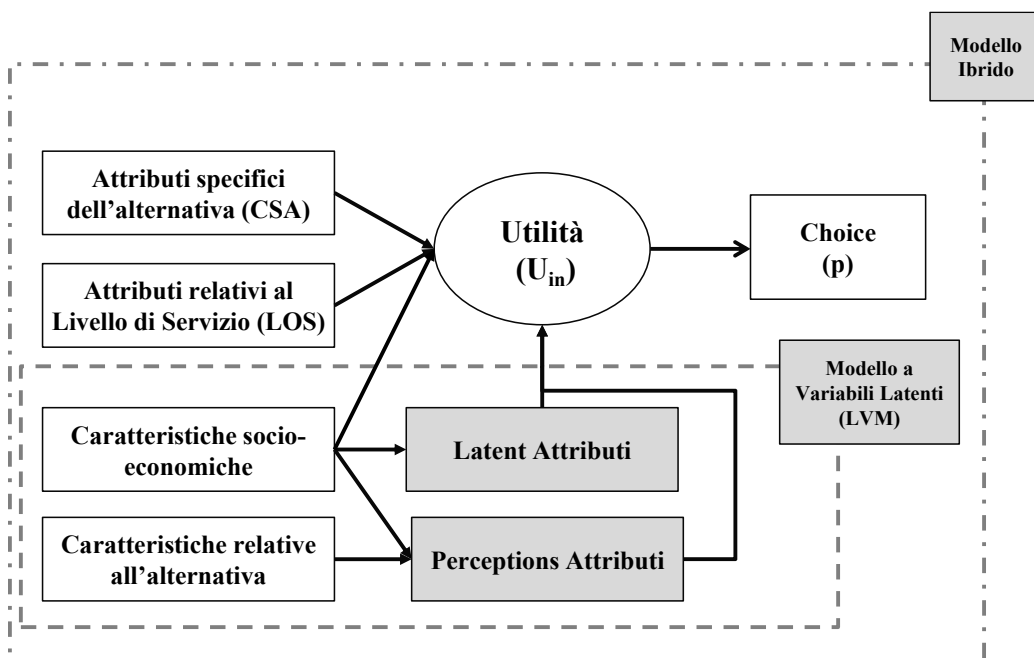 Modello
Ibrido
Attributi specifici
dell’alternativa (CSA)
Utilità
(U_in)
Choice
(p)
Attributi relativi al
Livello di Servizio (LOS)
Modello a
Variabili Latenti
(LVM)
Caratteristiche socio-
economiche
Latent Attributi
Caratteristiche relative
all’alternativa
Perceptions Attributi